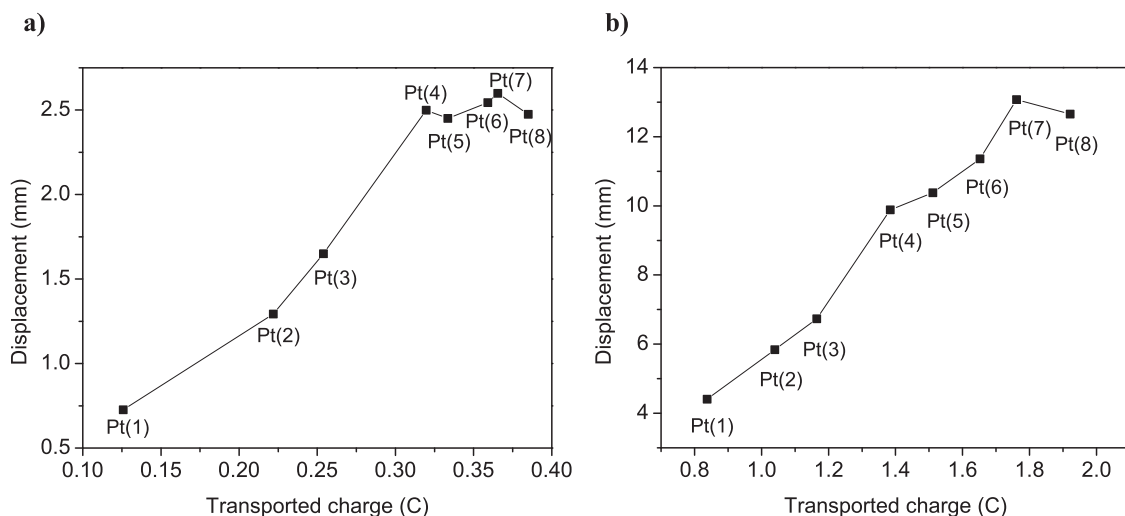 a)
2.5
2.0
1.5
1.0
0.5
Displacement (mm)
Pt(1)
Pt(2)
Pt(3)
Pt(4)
Pt(5)
Pt(6)
Pt(7)
Pt(8)
0.10 0.15 0.20 0.25 0.30 0.35 0.40
Transported charge (C)
b)
14
12
10
8
6
4
Displacement (mm)
Pt(1)
Pt(2)
Pt(3)
Pt(4)
Pt(5)
Pt(6)
Pt(7)
Pt(8)
0.8 1.0 1.2 1.4 1.6 1.8 2.0
Transported charge (C)